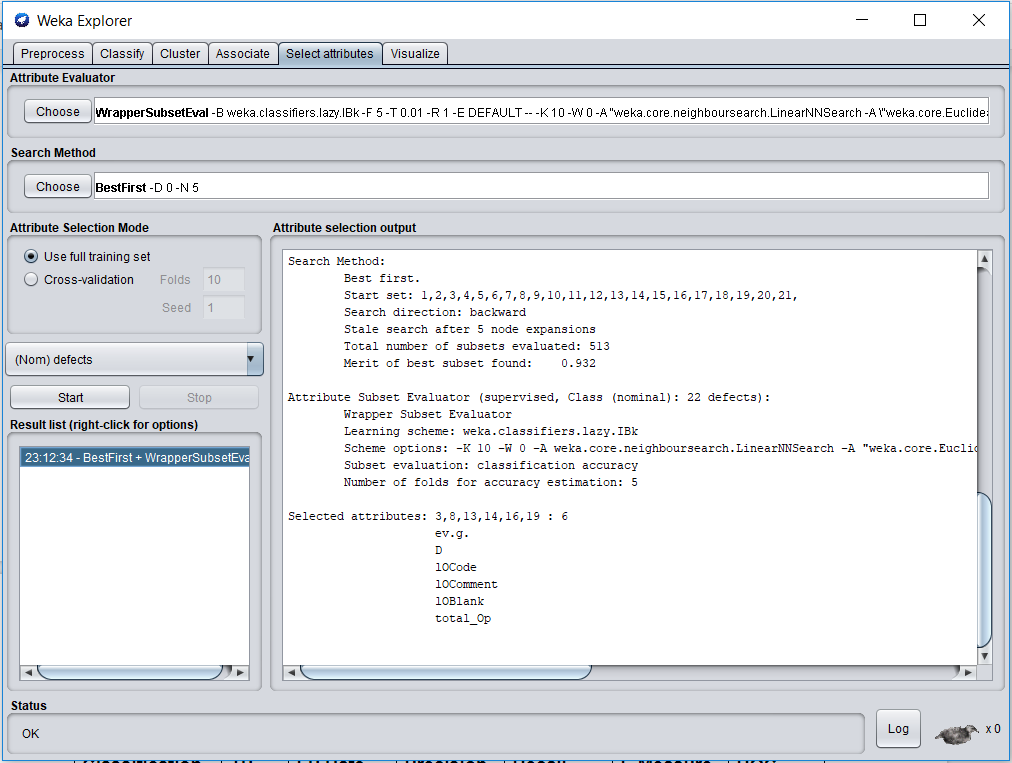 Weka Explorer
Preprocess Classify Cluster Associate Select attributes Visualize
Attribute Evaluator
Choose WrapperSubsetEval -B weka.classifiers.lazy.IBk -F 5 -T 0.01 -R 1 -E DEFAULT -- -K 10 -W 0 -A "weka.core.neighboursearch.LinearNNSearch -A \"weka.core.Euclide
Search Method
Choose BestFirst -D 0 -N 5
Attribute Selection Mode
Use full training set
Cross-validation Folds 10
Seed 1
(Nom) defects
Start Stop
Result list (right-click for options)
23:12:34 - BestFirst + WrapperSubsetEva
Attribute selection output
Search Method:
Best first.
Start set: 1,2,3,4,5,6,7,8,9,10,11,12,13,14,15,16,17,18,19,20,21,
Search direction: backward
Stale search after 5 node expansions
Total number of subsets evaluated: 513
Merit of best subset found: 0.932
Attribute Subset Evaluator (supervised, Class (nominal): 22 defects):
Wrapper Subset Evaluator
Learning scheme: weka.classifiers.lazy.IBk
Scheme options: -K 10 -W 0 -A weka.core.neighboursearch.LinearNNSearch -A "weka.core.Euclid
Subset evaluation: classification accuracy
Number of folds for accuracy estimation: 5
Selected attributes: 3,8,13,14,16,19 : 6
ev.g.
D
lOCode
lOComment
lOBlank
total_Op
Status
OK
Log x 0